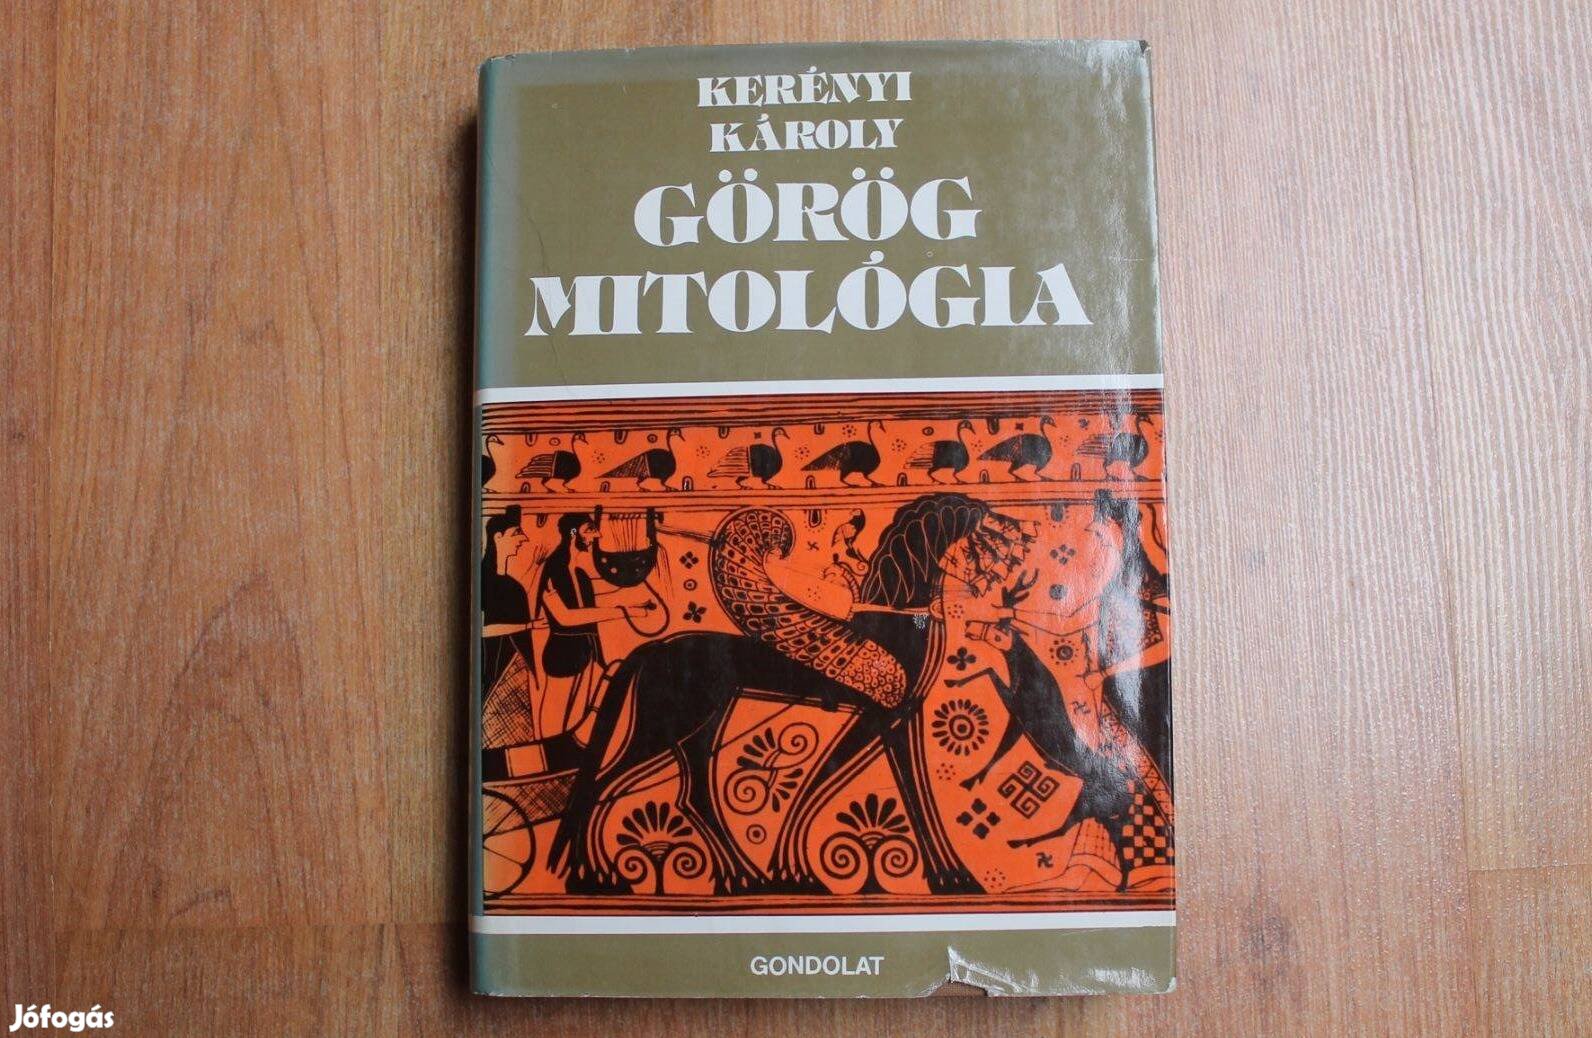 KERÉNYI
KÁROLY
GÖRÖG
MITOLÓGIA
GONDOLAT
Jófogás